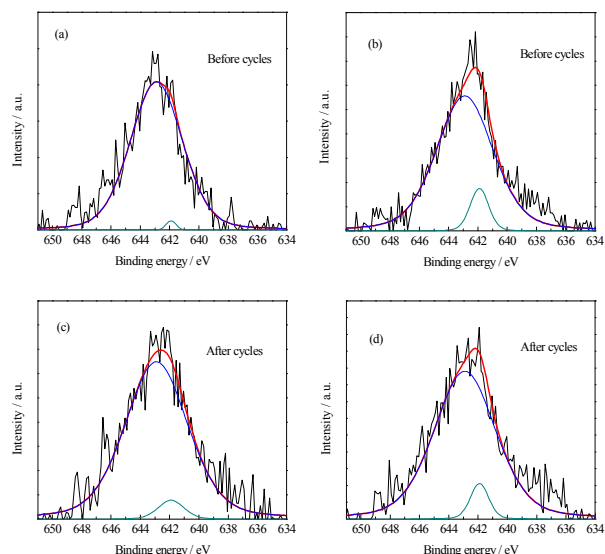 (a)
Before cycles
Intensity / a.u.
650 648 646 644 642 640 638 636 634
Binding energy / eV
(b)
Before cycles
Intensity / a.u.
650 648 646 644 642 640 638 636 634
Binding energy / eV
(c)
After cycles
Intensity / a.u.
650 648 646 644 642 640 638 636 634
Binding energy / eV
(d)
After cycles
Intensity / a.u.
650 648 646 644 642 640 638 636 634
Binding energy / eV